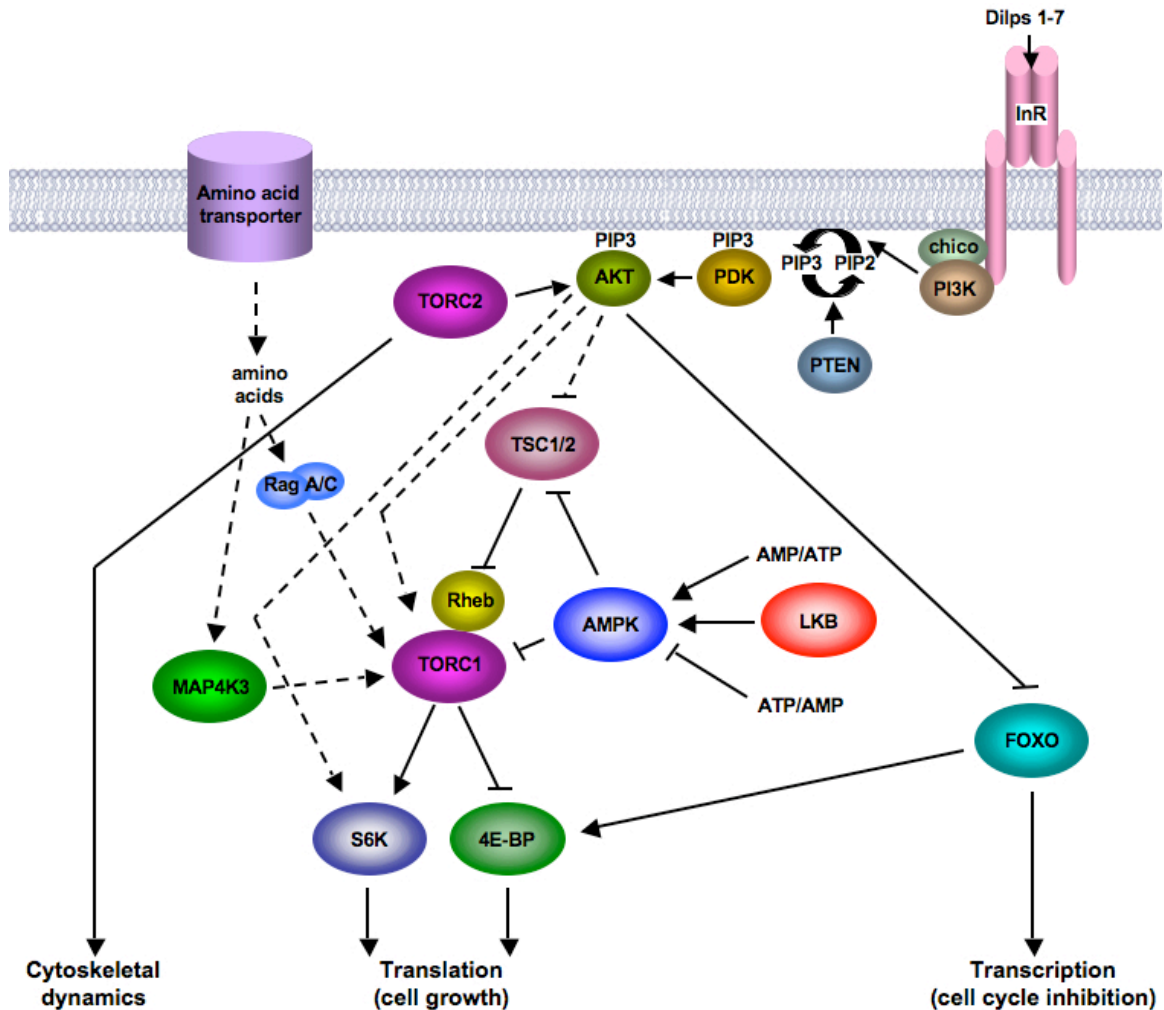 Dilps 1-7
InR
Amino acid
transporter
PIP3
PIP3
chico
AKT
PDK
PIP3
PIP2
PI3K
TORC2
PTEN
amino
acids
TSC1/2
Rag A/C
AMP/ATP
Rheb
AMPK
LKB
TORC1
MAP4K3
ATP/AMP
FOXO
S6K
4E-BP
Cytoskeletal
dynamics
Translation
(cell growth)
Transcription
(cell cycle inhibition)